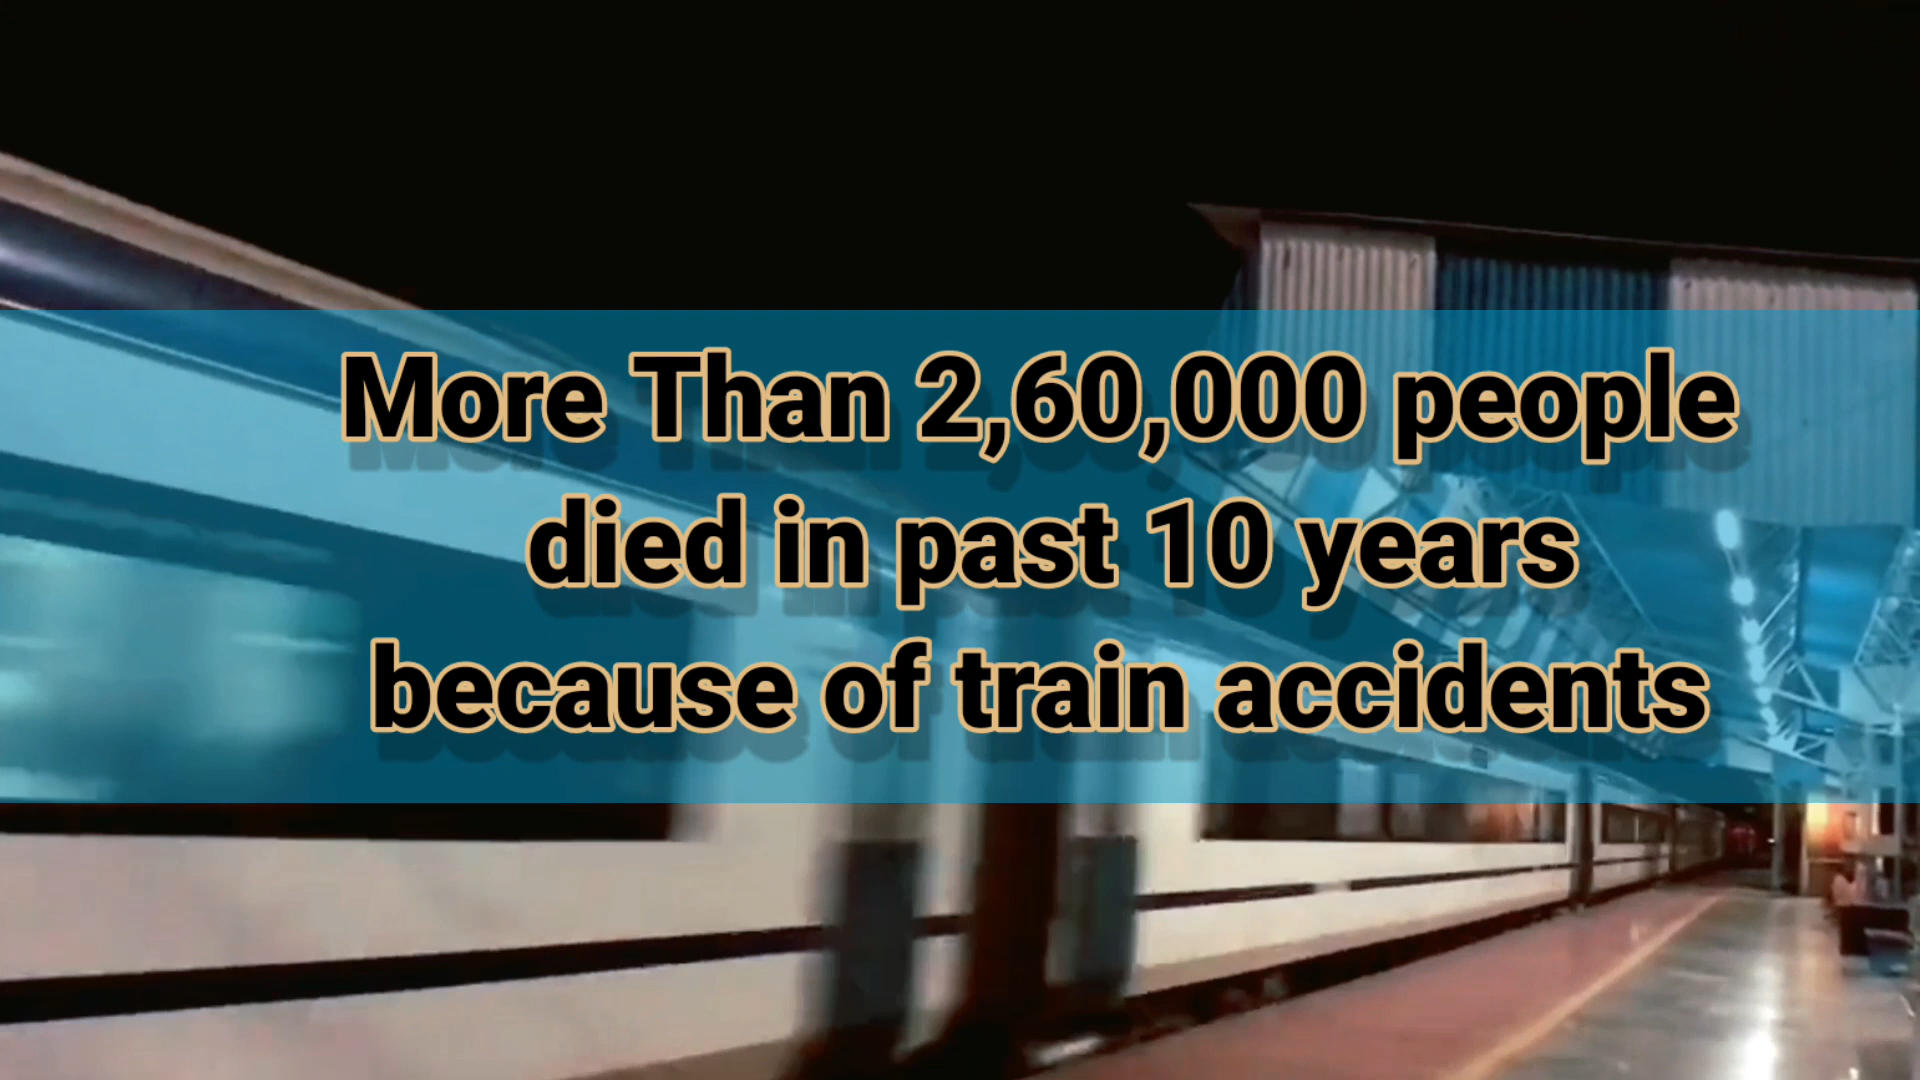 More Than 2,60,000 people
died in past 10 years
because of train accidents